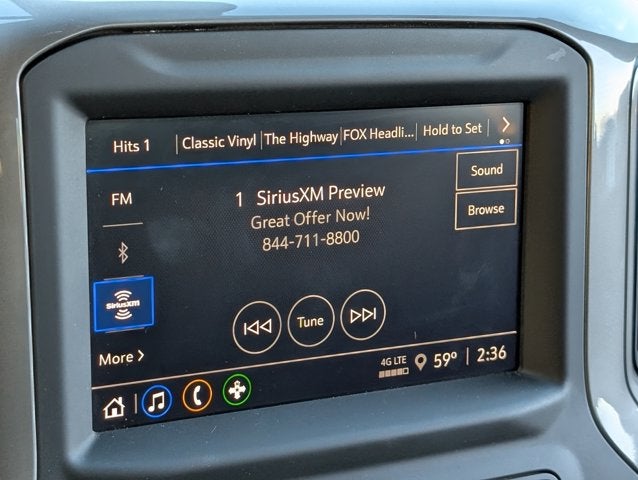 Hits 1 Classic Vinyl The Highway FOX Headli... Hold to Set
FM
1 SiriusXM Preview
Sound
Great Offer Now!
Browse
844-711-8800
SiriusXM
Tune
More
4G LTE 59° 2:36